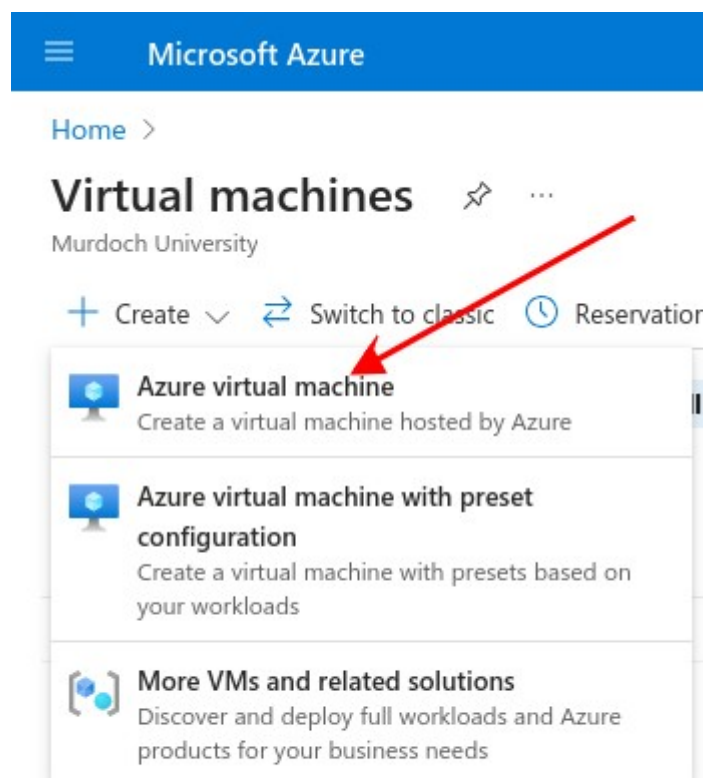 Microsoft Azure
Home >
Virtual machines
Murdoch University
+ Create Switch to classic Reservation
Azure virtual machine
Create a virtual machine hosted by Azure
Azure virtual machine with preset
configuration
Create a virtual machine with presets based on
your workloads
More VMs and related solutions
Discover and deploy full workloads and Azure
products for your business needs